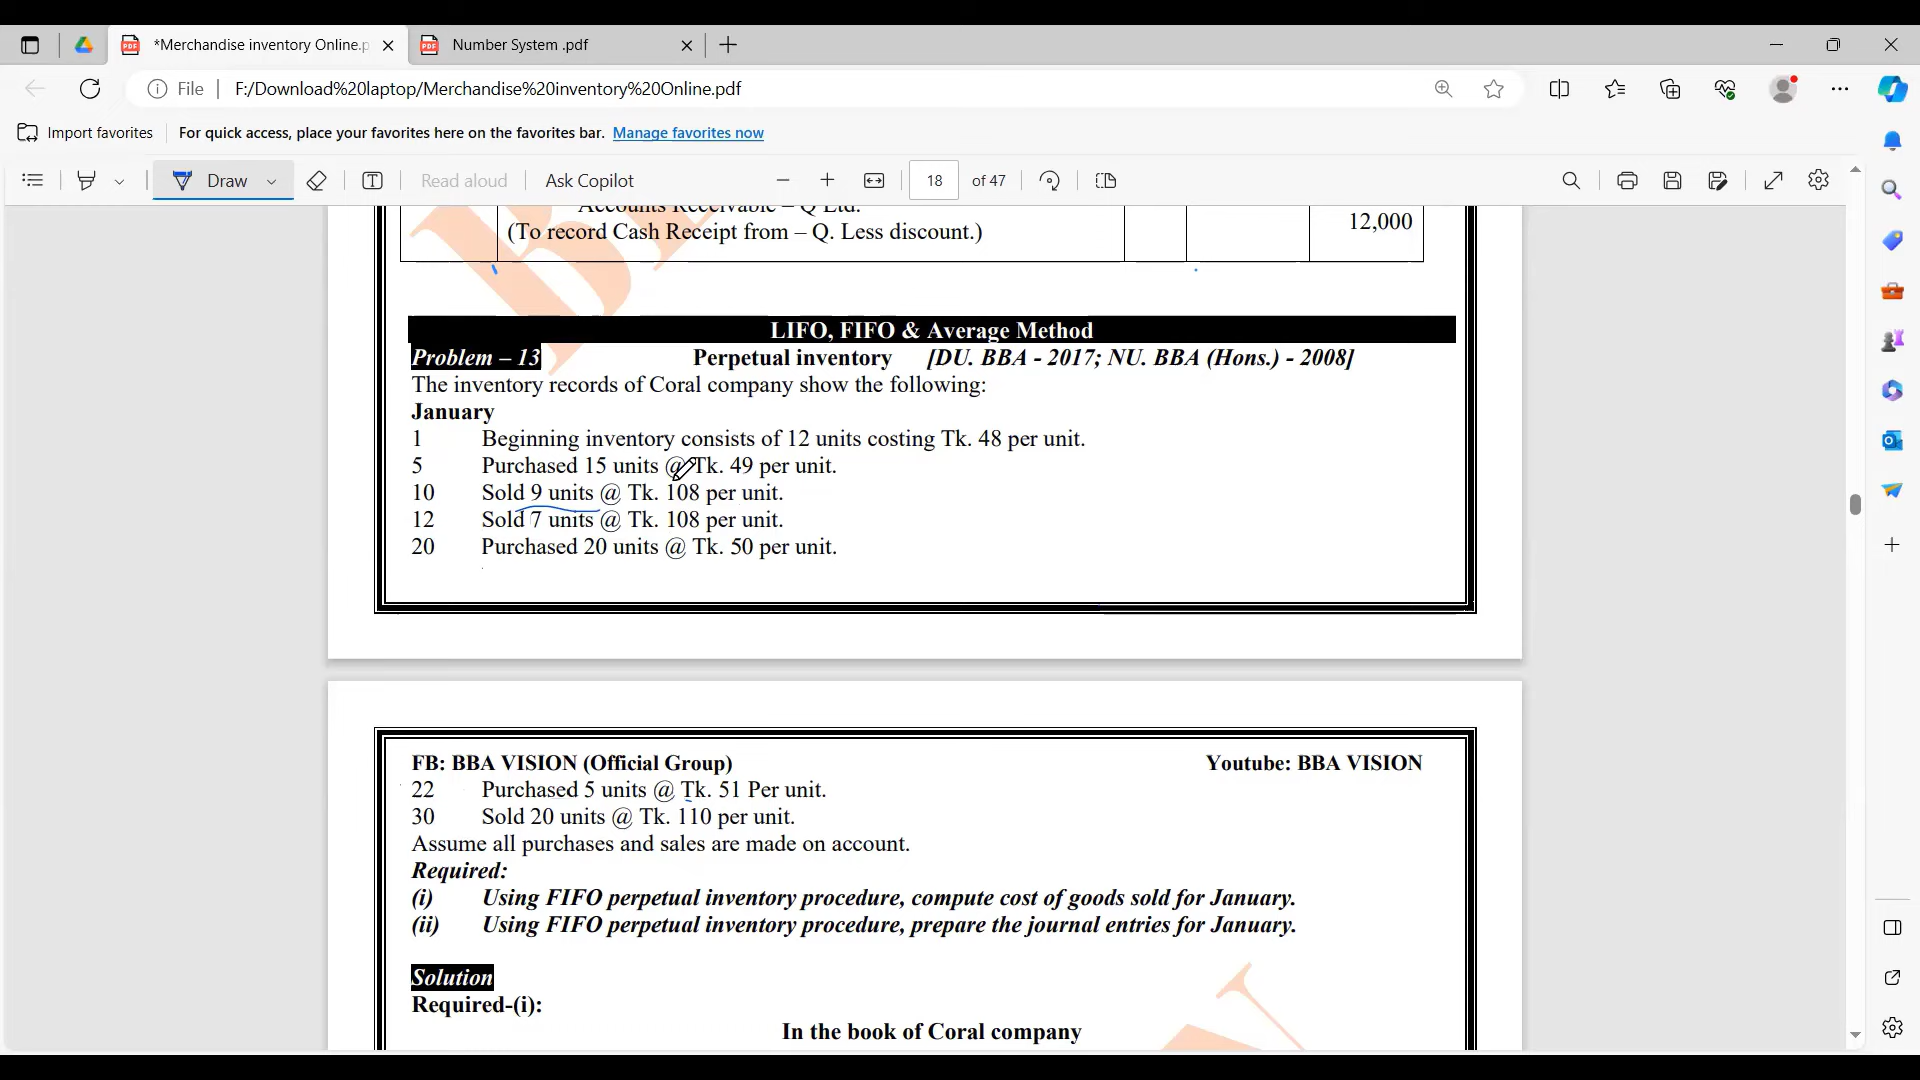 *Merchandise inventory Online.p
Number System .pdf
File
F:/Download%20laptop/Merchandise%20inventory%20Online.pdf
Import favorites
For quick access, place your favorites here on the favorites bar. Manage favorites now
Draw
Read aloud
Ask Copilot
18 of 47
Accounts Receivable – Q Ltd.
(To record Cash Receipt from – Q. Less discount.)
12,000
LIFO, FIFO & Average Method
Problem – 13 Perpetual inventory [DU. BBA - 2017; NU. BBA (Hons.) - 2008]
The inventory records of Coral company show the following:
January
1 Beginning inventory consists of 12 units costing Tk. 48 per unit.
5 Purchased 15 units @ Tk. 49 per unit.
10 Sold 9 units @ Tk. 108 per unit.
12 Sold 7 units @ Tk. 108 per unit.
20 Purchased 20 units @ Tk. 50 per unit.
FB: BBA VISION (Official Group) Youtube: BBA VISION
22 Purchased 5 units @ Tk. 51 Per unit.
30 Sold 20 units @ Tk. 110 per unit.
Assume all purchases and sales are made on account.
Required:
(i) Using FIFO perpetual inventory procedure, compute cost of goods sold for January.
(ii) Using FIFO perpetual inventory procedure, prepare the journal entries for January.
Solution
Required-(i):
In the book of Coral company